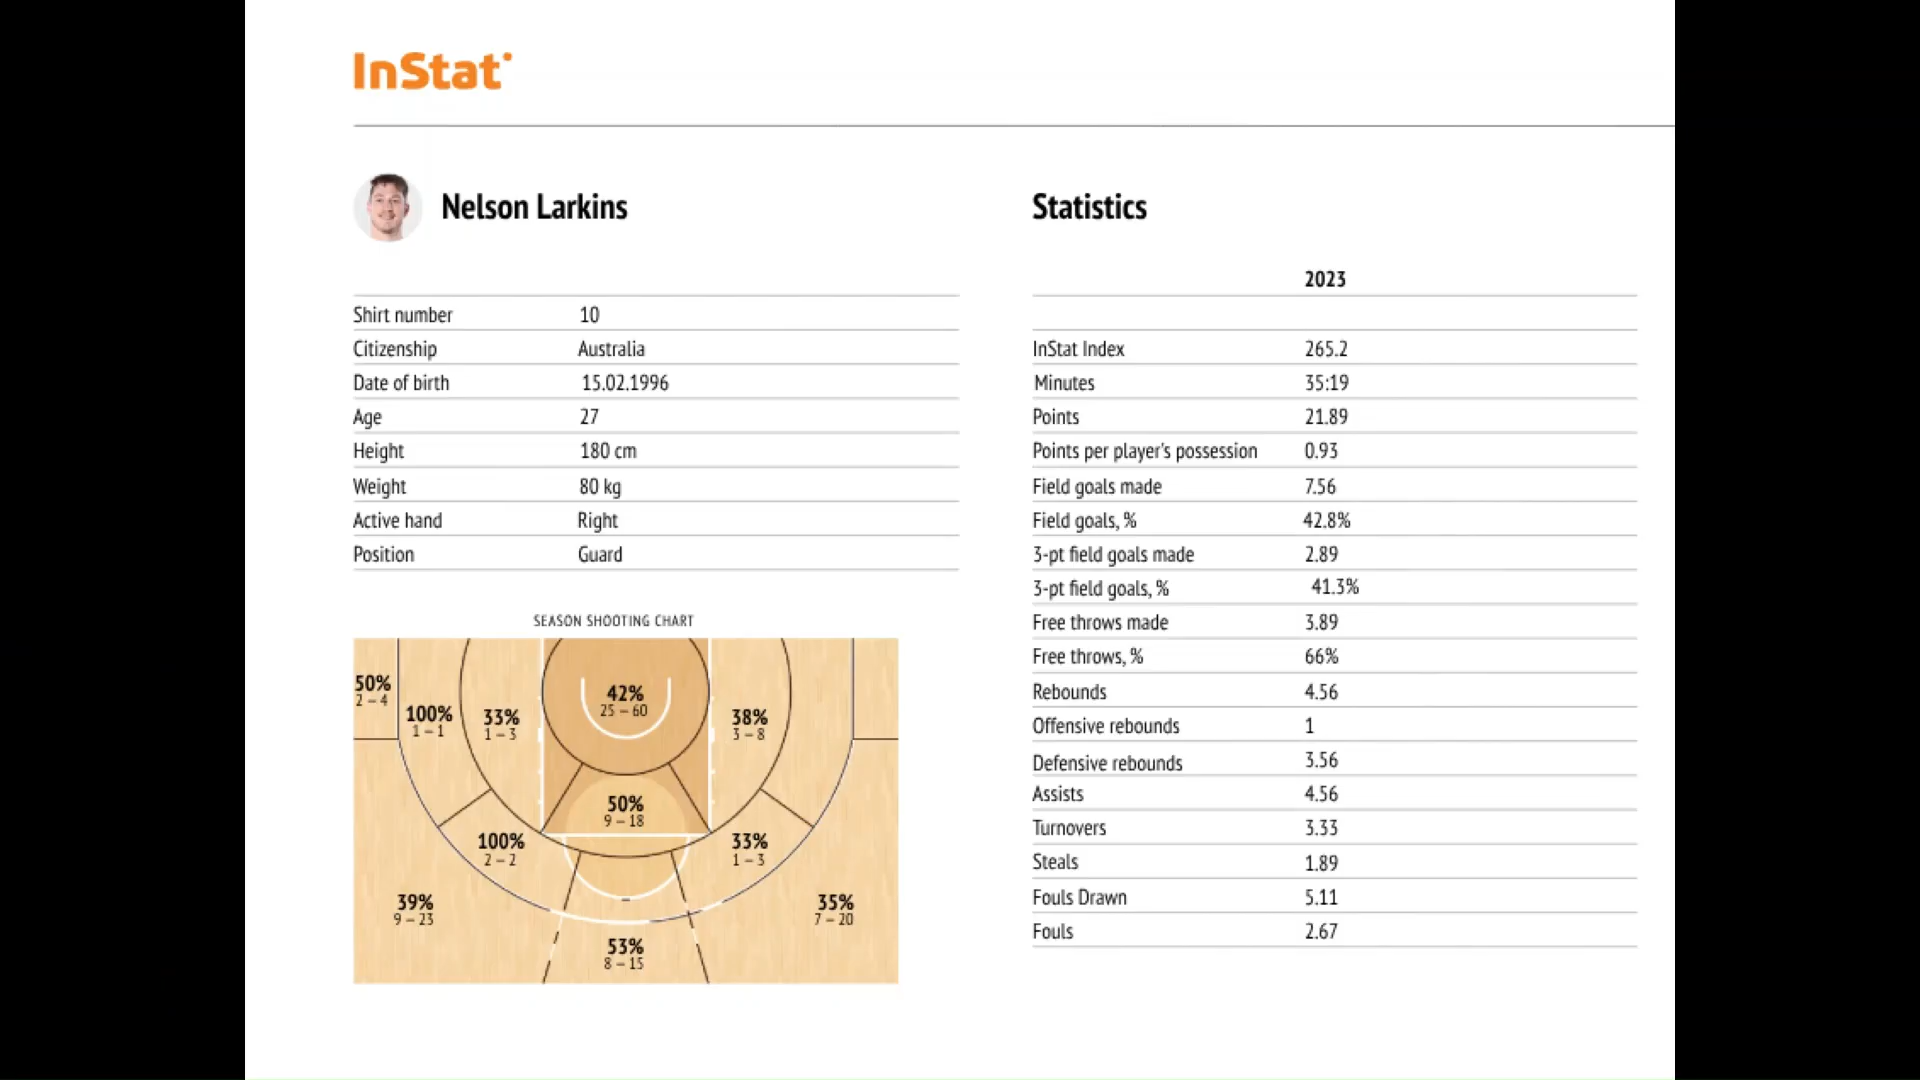 InStat
Nelson Larkins
Shirt number 10
Citizenship Australia
Date of birth 15.02.1996
Age 27
Height 180 cm
Weight 80 kg
Active hand Right
Position Guard
SEASON SHOOTING CHART
50%
2 – 4
100%
1 – 1
33%
1 – 3
42%
25 – 60
38%
3 – 8
50%
9 – 18
100%
2 – 2
33%
1 – 3
39%
9 – 23
53%
8 – 15
35%
7 – 20
Statistics
2023
InStat Index 265.2
Minutes 35:19
Points 21.89
Points per player's possession 0.93
Field goals made 7.56
Field goals, % 42.8%
3-pt field goals made 2.89
3-pt field goals, % 41.3%
Free throws made 3.89
Free throws, % 66%
Rebounds 4.56
Offensive rebounds 1
Defensive rebounds 3.56
Assists 4.56
Turnovers 3.33
Steals 1.89
Fouls Drawn 5.11
Fouls 2.67